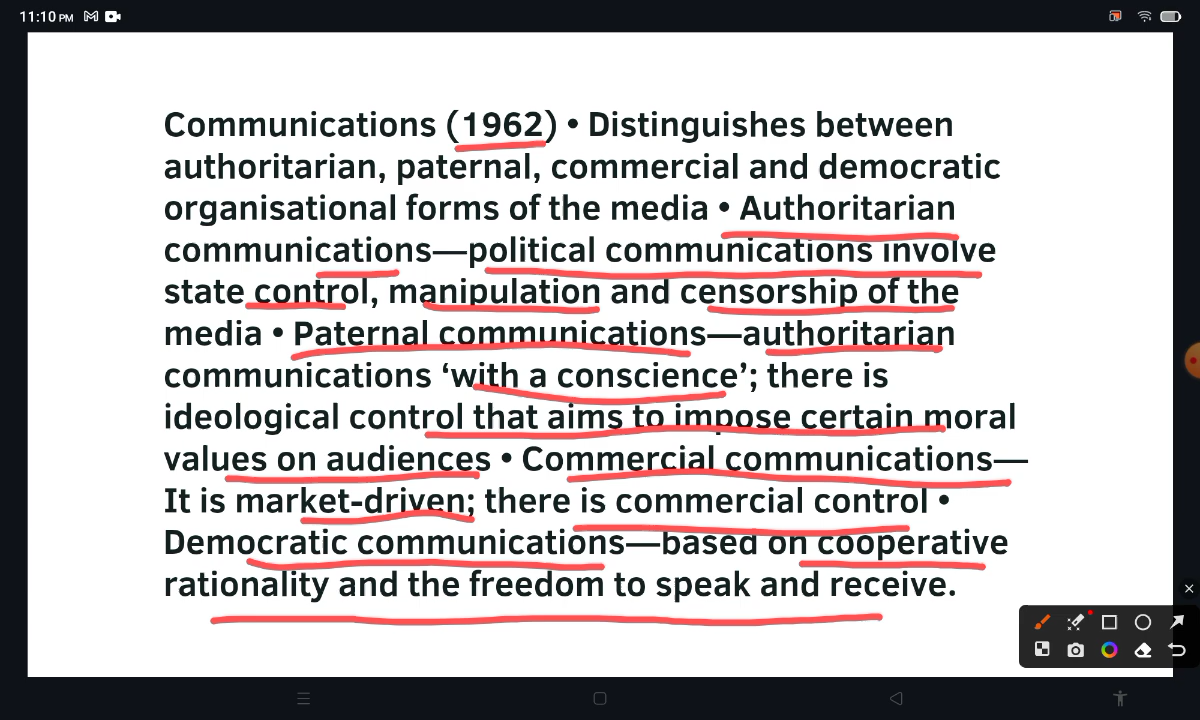 11:10 PM
Communications (1962) • Distinguishes between
authoritarian, paternal, commercial and democratic
organisational forms of the media • Authoritarian
communications—political communications involve
state control, manipulation and censorship of the
media • Paternal communications—authoritarian
communications ‘with a conscience’; there is
ideological control that aims to impose certain moral
values on audiences • Commercial communications—
It is market-driven; there is commercial control •
Democratic communications—based on cooperative
rationality and the freedom to speak and receive.